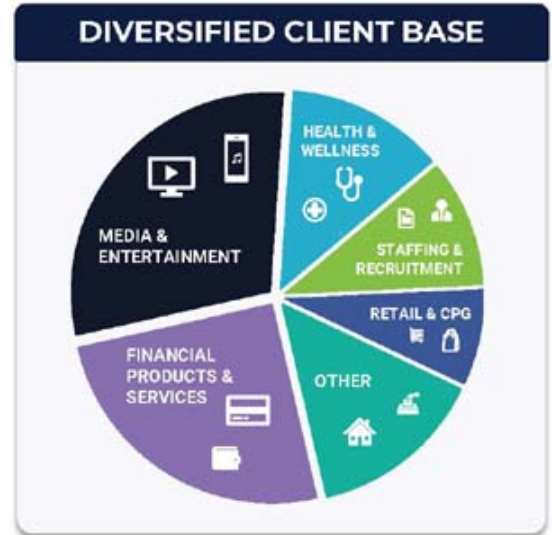 DIVERSIFIED CLIENT BASE
HEALTH &
WELLNESS
MEDIA &
ENTERTAINMENT
STAFFING &
RECRUITMENT
RETAIL & CPG
FINANCIAL
PRODUCTS &
SERVICES
OTHER